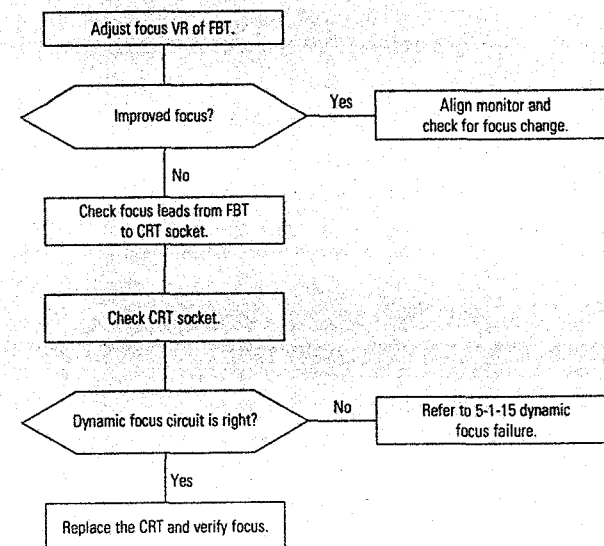 Adjust focus VR of FBT.
Improved focus?
Yes
Align monitor and
check for focus change.
No
Check focus leads from FBT
to CRT socket.
Check CRT socket.
Dynamic focus circuit is right?
No
Refer to 5-1-15 dynamic
focus failure.
Yes
Replace the CRT and verify focus.